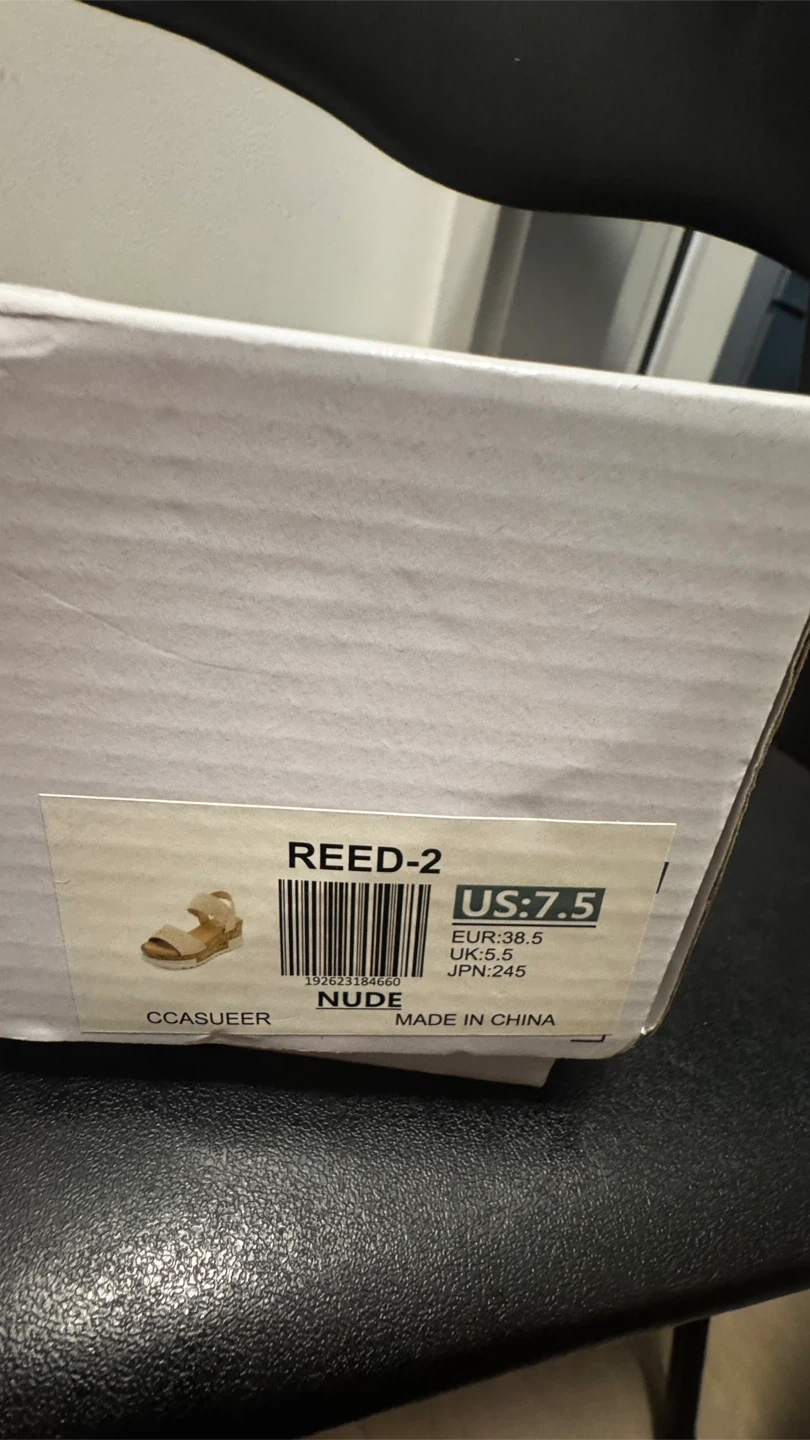 REED-2
US:7.5
EUR:38.5
UK:5.5
JPN:245
192623184660
NUDE
CCASUEER
MADE IN CHINA